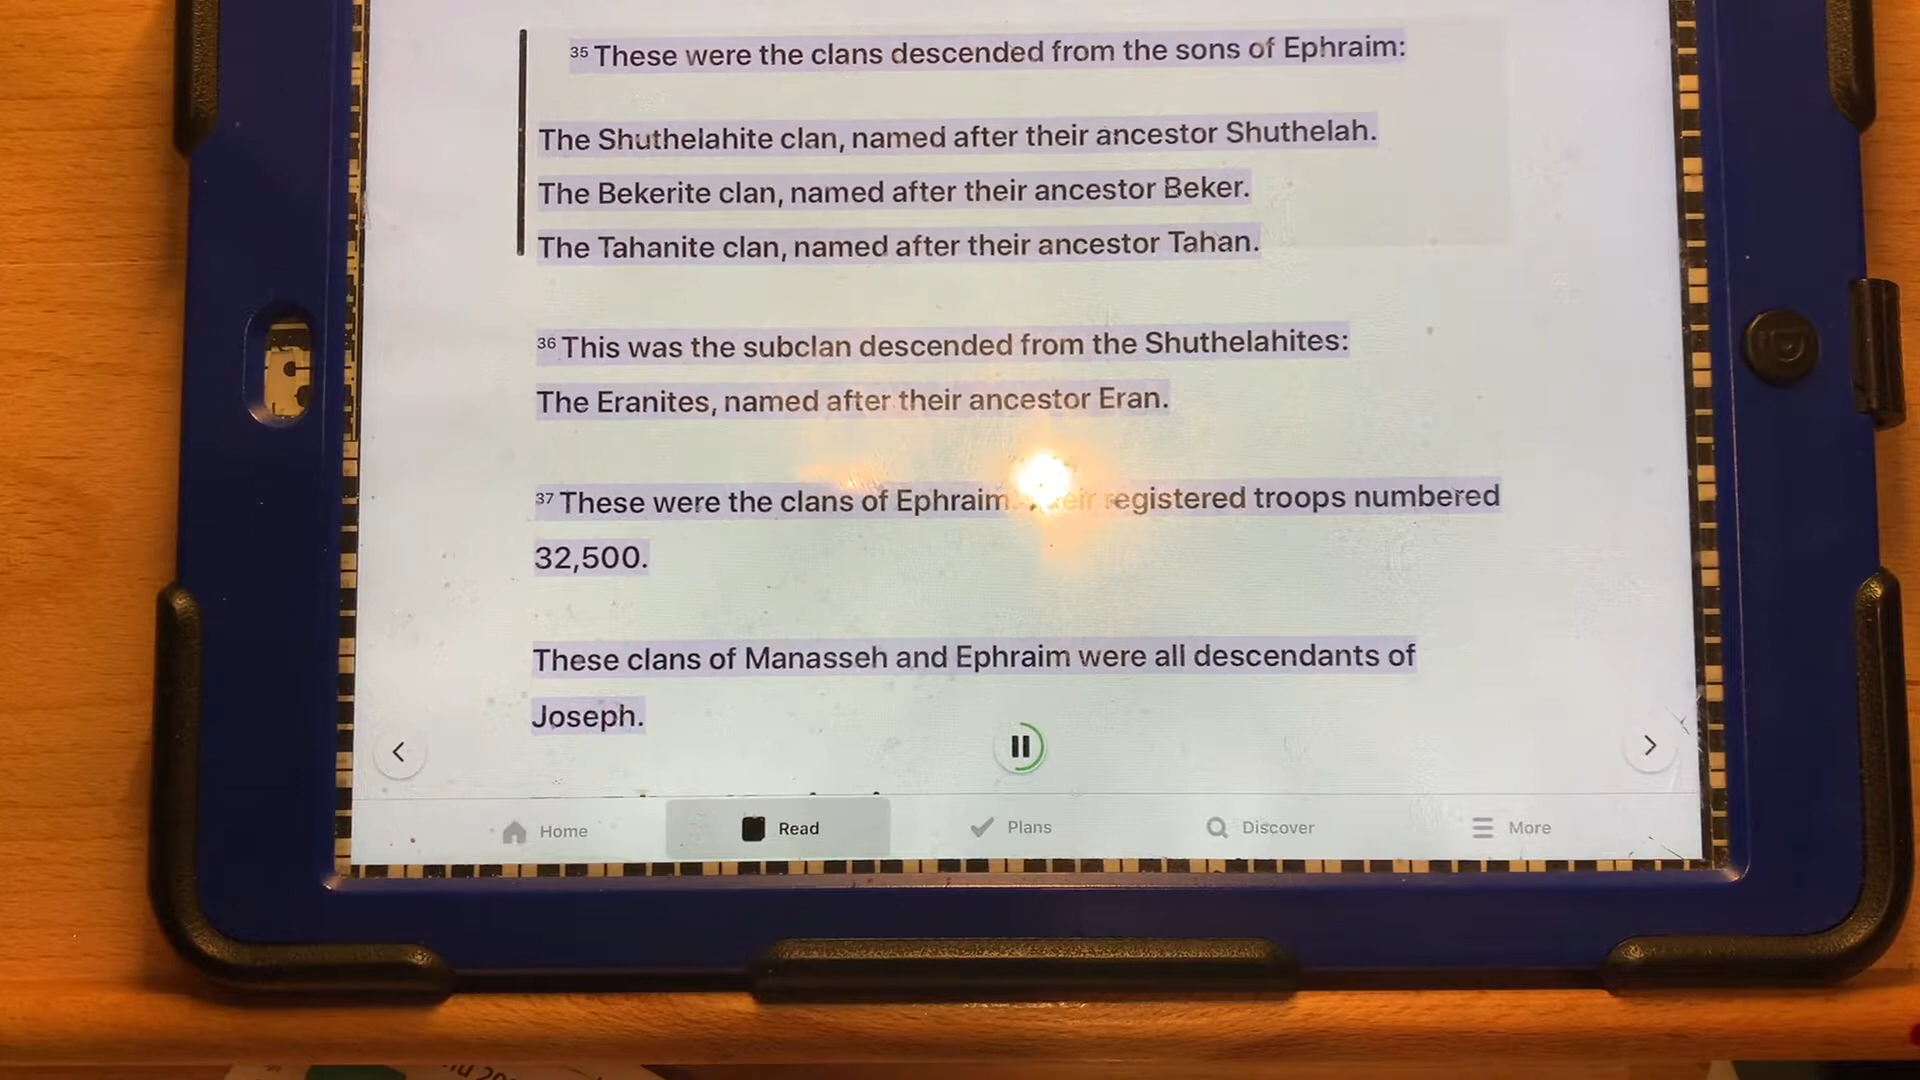 35 These were the clans descended from the sons of Ephraim:
The Shuthelahite clan, named after their ancestor Shuthelah.
The Bekerite clan, named after their ancestor Beker.
The Tahanite clan, named after their ancestor Tahan.
36 This was the subclan descended from the Shuthelahites:
The Eranites, named after their ancestor Eran.
37 These were the clans of Ephraim. registered troops numbered
32,500.
These clans of Manasseh and Ephraim were all descendants of
Joseph.
Home Read Plans Discover More